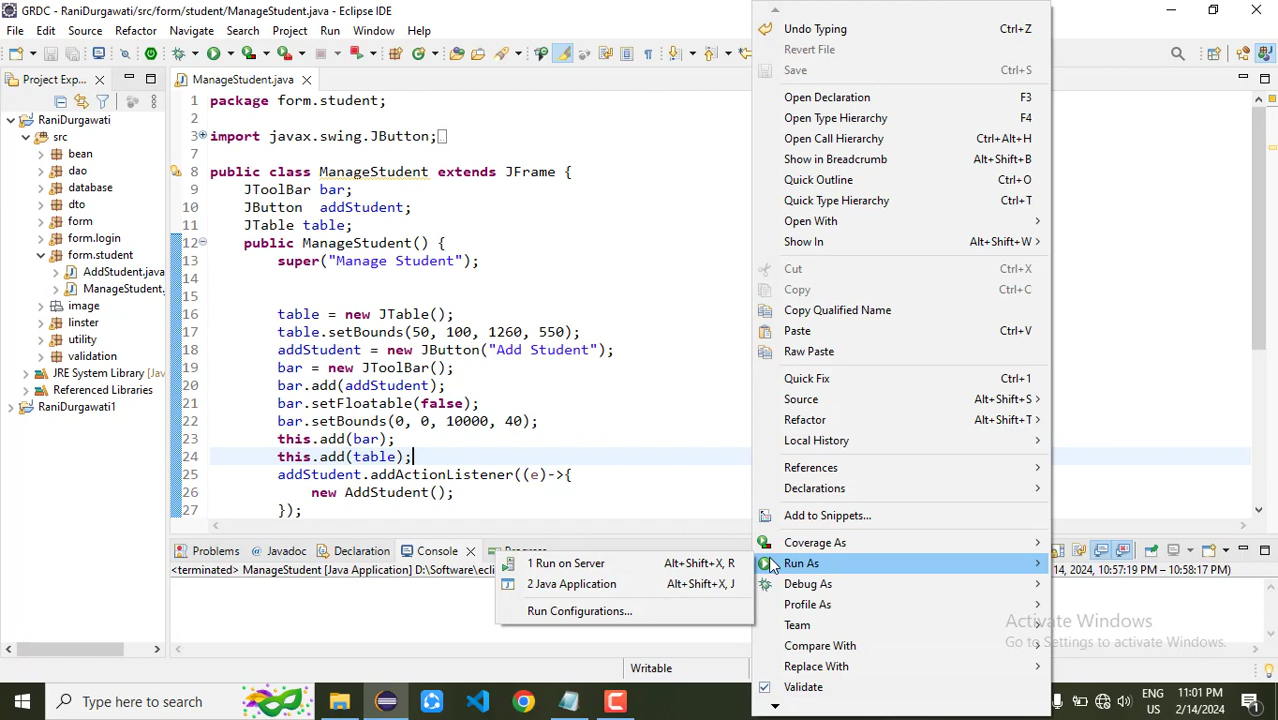 GRDC - RaniDurgawati/src/form/student/ManageStudent.java - Eclipse IDE
File Edit Source Refactor Navigate Search Project Run Window Help
Project Exp...
ManageStudent.java
RaniDurgawati
src
bean
dao
database
dto
form
form.login
form.student
AddStudent.java
ManageStudent.
image
linster
utility
validation
JRE System Library [Jav
Referenced Libraries
RaniDurgawati1
1 package form.student;
2
3 import javax.swing.JButton;
7
8 public class ManageStudent extends JFrame {
9 JToolBar bar;
10 JButton addStudent;
11 JTable table;
12 public ManageStudent() {
13 super("Manage Student");
14
15
16 table = new JTable();
17 table.setBounds(50, 100, 1260, 550);
18 addStudent = new JButton("Add Student");
19 bar = new JToolBar();
20 bar.add(addStudent);
21 bar.setFloatable(false);
22 bar.setBounds(0, 0, 10000, 40);
23 this.add(bar);
24 this.add(table);
25 addStudent.addActionListener((e)->{
26 new AddStudent();
27 });
Undo Typing Ctrl+Z
Revert File
Save Ctrl+S
Open Declaration F3
Open Type Hierarchy F4
Open Call Hierarchy Ctrl+Alt+H
Show in Breadcrumb Alt+Shift+B
Quick Outline Ctrl+O
Quick Type Hierarchy Ctrl+T
Open With
Show In Alt+Shift+W
Cut Ctrl+X
Copy Ctrl+C
Copy Qualified Name
Paste Ctrl+V
Raw Paste
Quick Fix Ctrl+1
Source Alt+Shift+S
Refactor Alt+Shift+T
Local History
References
Declarations
Add to Snippets...
Coverage As
Run As
Debug As
Profile As
Team
Compare With
Replace With
Validate
1 Run on Server Alt+Shift+X, R
2 Java Application Alt+Shift+X, J
Run Configurations...
Problems Javadoc Declaration Console
<terminated> ManageStudent [Java Application] D:\Software\ecli
14, 2024, 10:57:19 PM – 10:58:17 PM)
Activate Windows
Go to Settings to activate Windows.
Writable
Type here to search
ENG
US
11:01 PM
2/14/2024
1